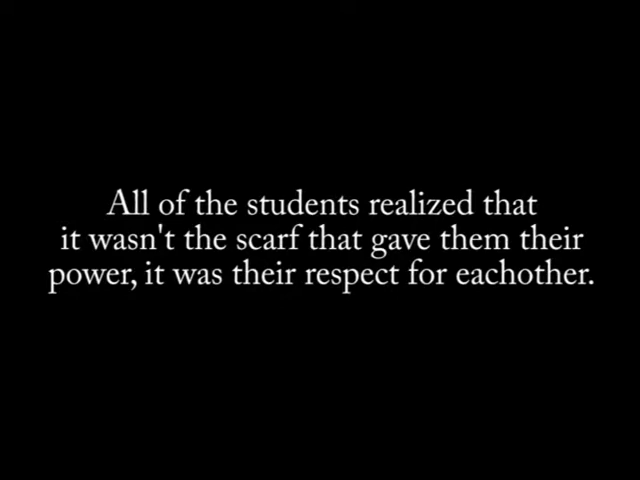 All of the students realized that
it wasn't the scarf that gave them their
power, it was their respect for eachother.